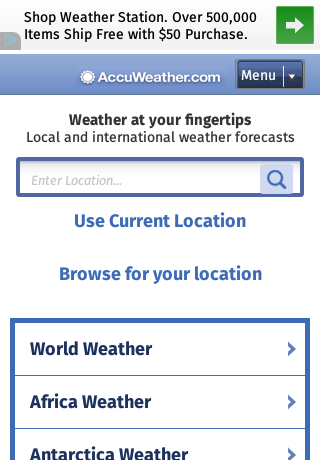 Shop Weather Station. Over 500,000
Items Ship Free with $50 Purchase.
AccuWeather.com
Menu
Weather at your fingertips
Local and international weather forecasts
Enter Location...
Use Current Location
Browse for your location
World Weather
Africa Weather
Antarctica Weather